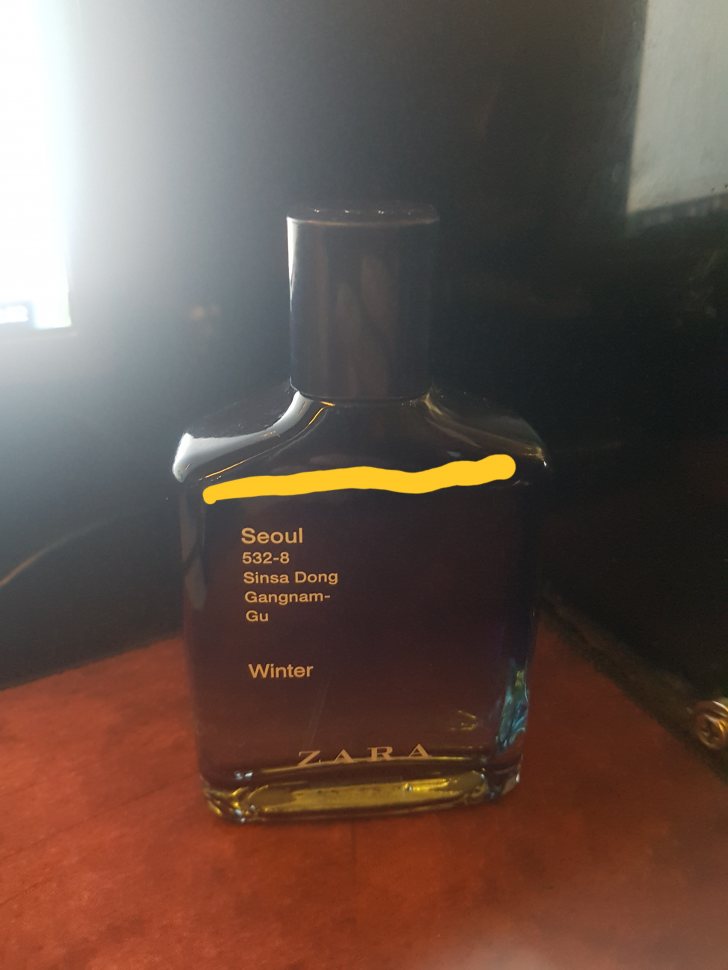 Seoul
532-8
Sinsa Dong
Gangnam-
Gu
Winter
ZARA